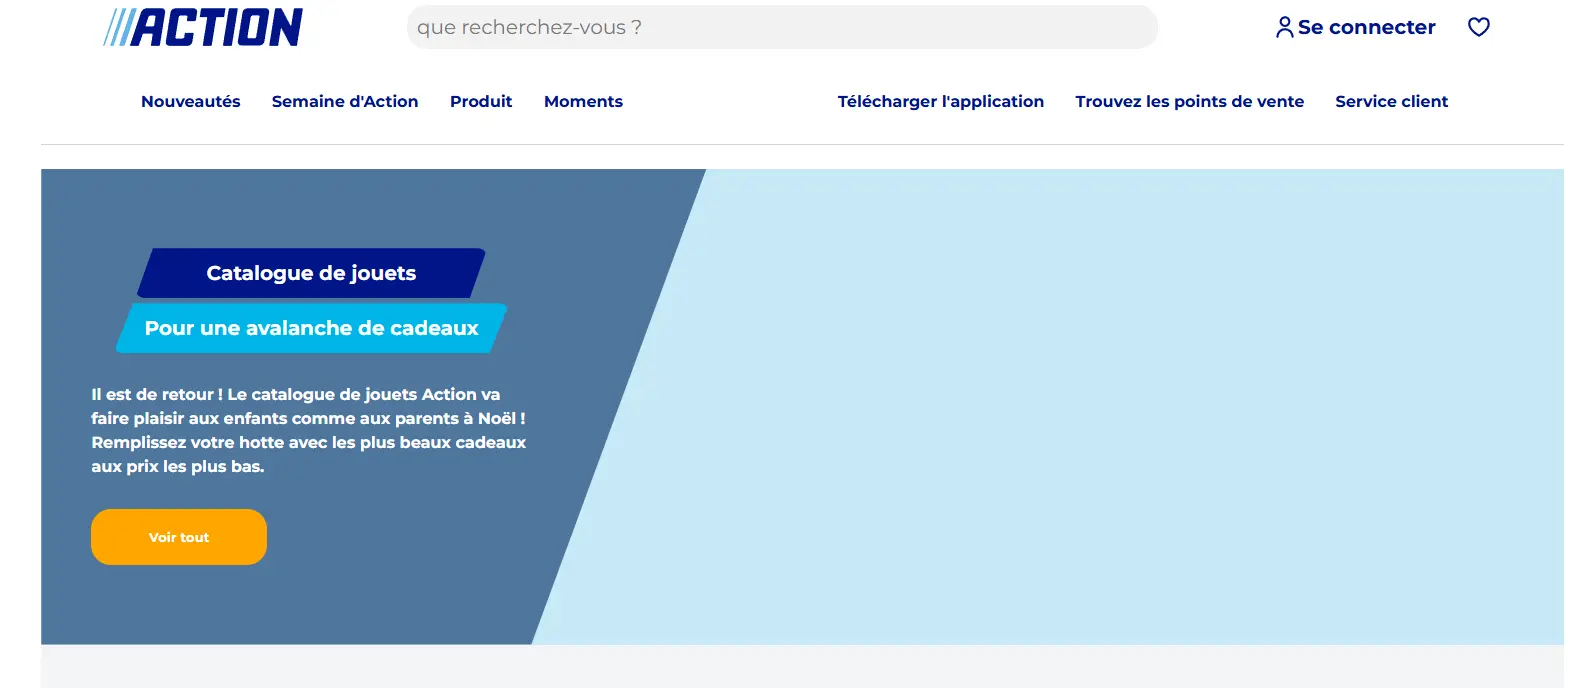 ACTION
que recherchez-vous ?
Se connecter
Nouveautés
Semaine d'Action
Produit
Moments
Télécharger l'application
Trouvez les points de vente
Service client
Catalogue de jouets
Pour une avalanche de cadeaux
Il est de retour ! Le catalogue de jouets Action va
faire plaisir aux enfants comme aux parents à Noël !
Remplissez votre hotte avec les plus beaux cadeaux
aux prix les plus bas.
Voir tout